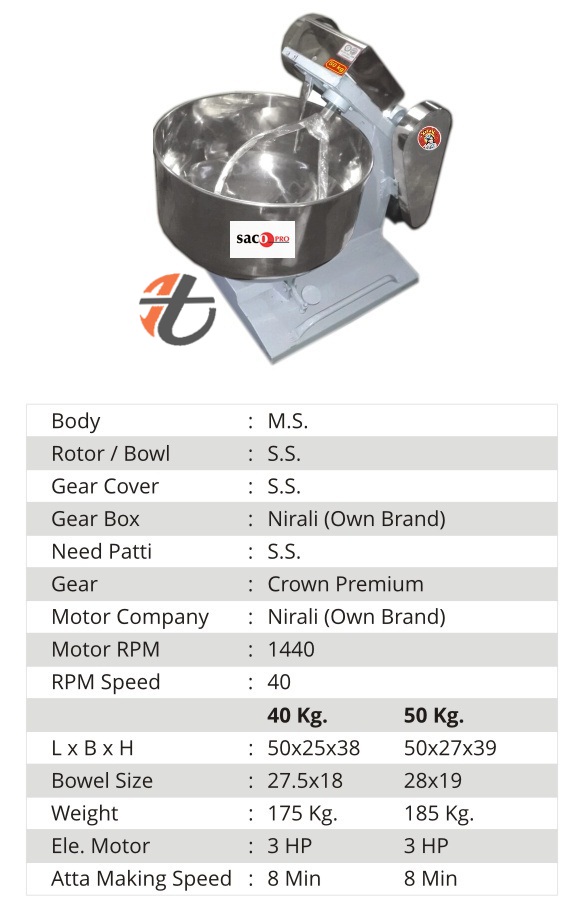 50 kg
saco PRO
t
Body : M.S.
Rotor / Bowl : S.S.
Gear Cover : S.S.
Gear Box : Nirali (Own Brand)
Need Patti : S.S.
Gear : Crown Premium
Motor Company : Nirali (Own Brand)
Motor RPM : 1440
RPM Speed : 40
40 Kg. 50 Kg.
L x B x H : 50x25x38 50x27x39
Bowel Size : 27.5x18 28x19
Weight : 175 Kg. 185 Kg.
Ele. Motor : 3 HP 3 HP
Atta Making Speed : 8 Min 8 Min